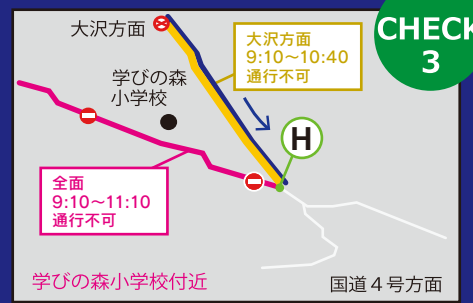 CHECK
3
大沢方面
大沢方面
9:10～10:40
通行不可
学びの森
小学校
H
全面
9:10～11:10
通行不可
学びの森小学校付近
国道４号方面